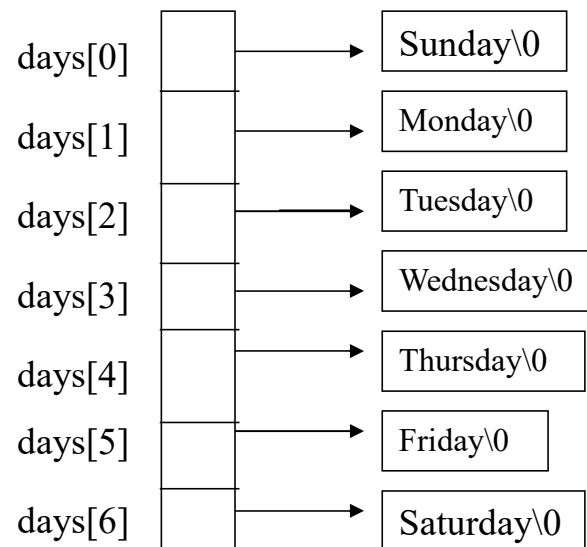 days[0] Sunday\0
days[1] Monday\0
days[2] Tuesday\0
days[3] Wednesday\0
days[4] Thursday\0
days[5] Friday\0
days[6] Saturday\0